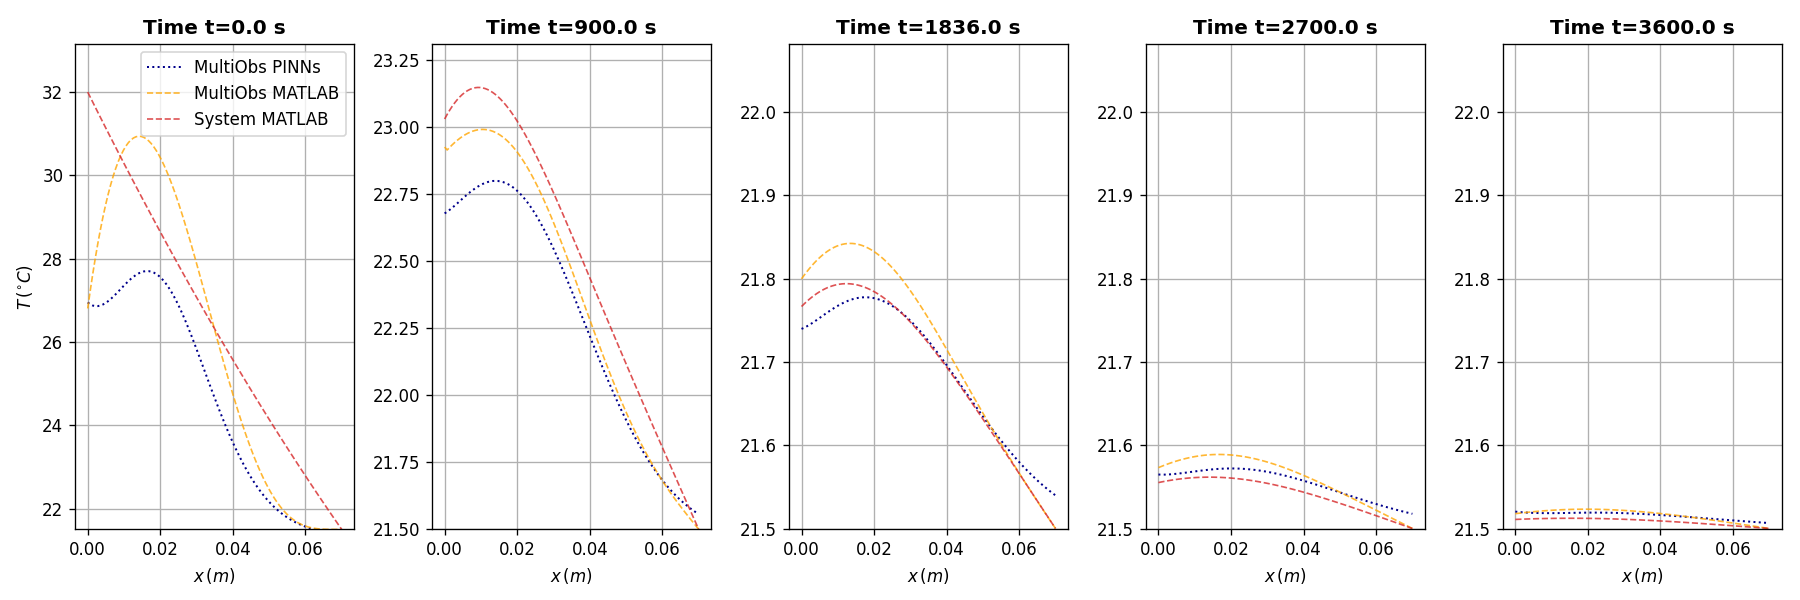 Time t=0.0 s
Time t=900.0 s
Time t=1836.0 s
Time t=2700.0 s
Time t=3600.0 s
MultiObs PINNs
MultiObs MATLAB
System MATLAB
T (°C)
32
30
28
26
24
22
0.00 0.02 0.04 0.06
x (m)
23.25
23.00
22.75
22.50
22.25
22.00
21.75
21.50
0.00 0.02 0.04 0.06
x (m)
22.0
21.9
21.8
21.7
21.6
21.5
0.00 0.02 0.04 0.06
x (m)
22.0
21.9
21.8
21.7
21.6
21.5
0.00 0.02 0.04 0.06
x (m)
22.0
21.9
21.8
21.7
21.6
21.5
0.00 0.02 0.04 0.06
x (m)